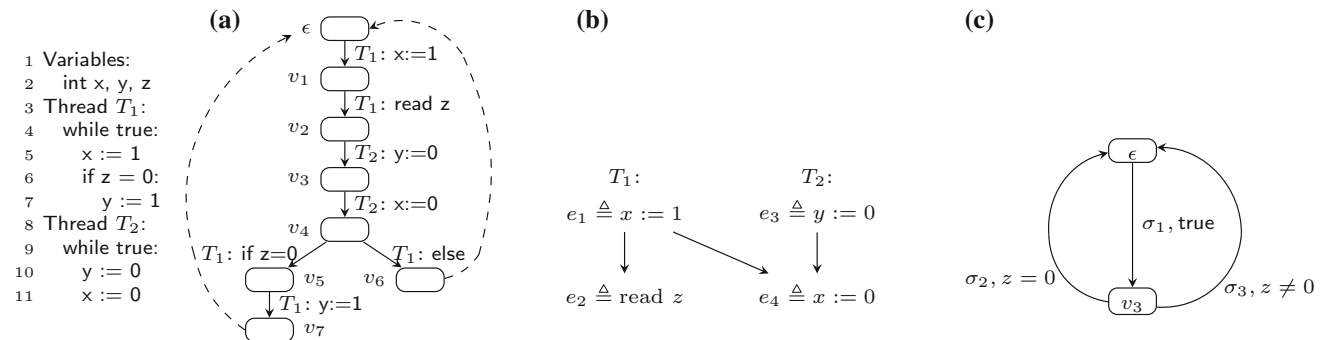 (a)
(b)
(c)
1 Variables:
2 int x, y, z
3 Thread T₁:
4 while true:
5 x := 1
6 if z = 0:
7 y := 1
8 Thread T₂:
9 while true:
10 y := 0
11 x := 0
ϵ
T₁: x:=1
v₁
T₁: read z
v₂
T₂: y:=0
v₃
T₂: x:=0
v₄
T₁: if z=0
T₁: else
v₅
v₆
T₁: y:=1
v₇
T₁:
T₂:
e₁ ≜ x := 1
e₃ ≜ y := 0
e₂ ≜ read z
e₄ ≜ x := 0
ϵ
σ₁, true
σ₂, z = 0
σ₃, z ≠ 0
v₃